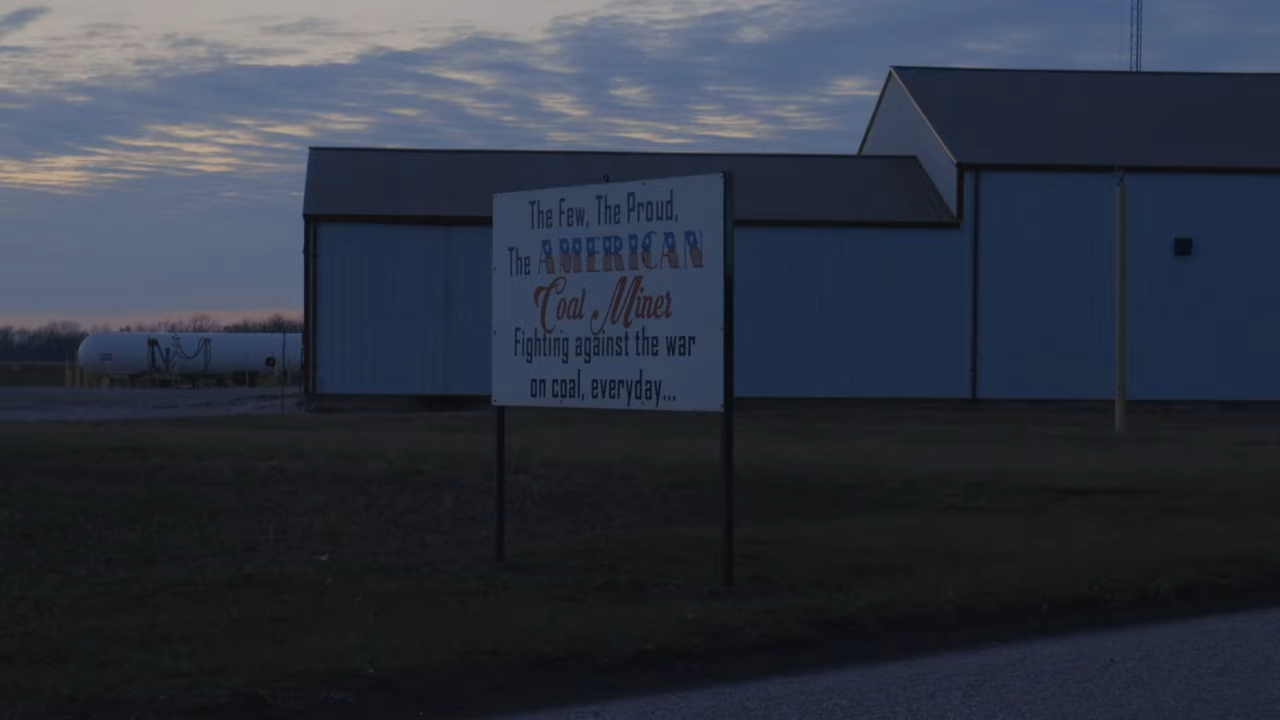 The Few, The Proud,
The AMERICAN
Coal Miner
Fighting against the war
on coal, everyday...